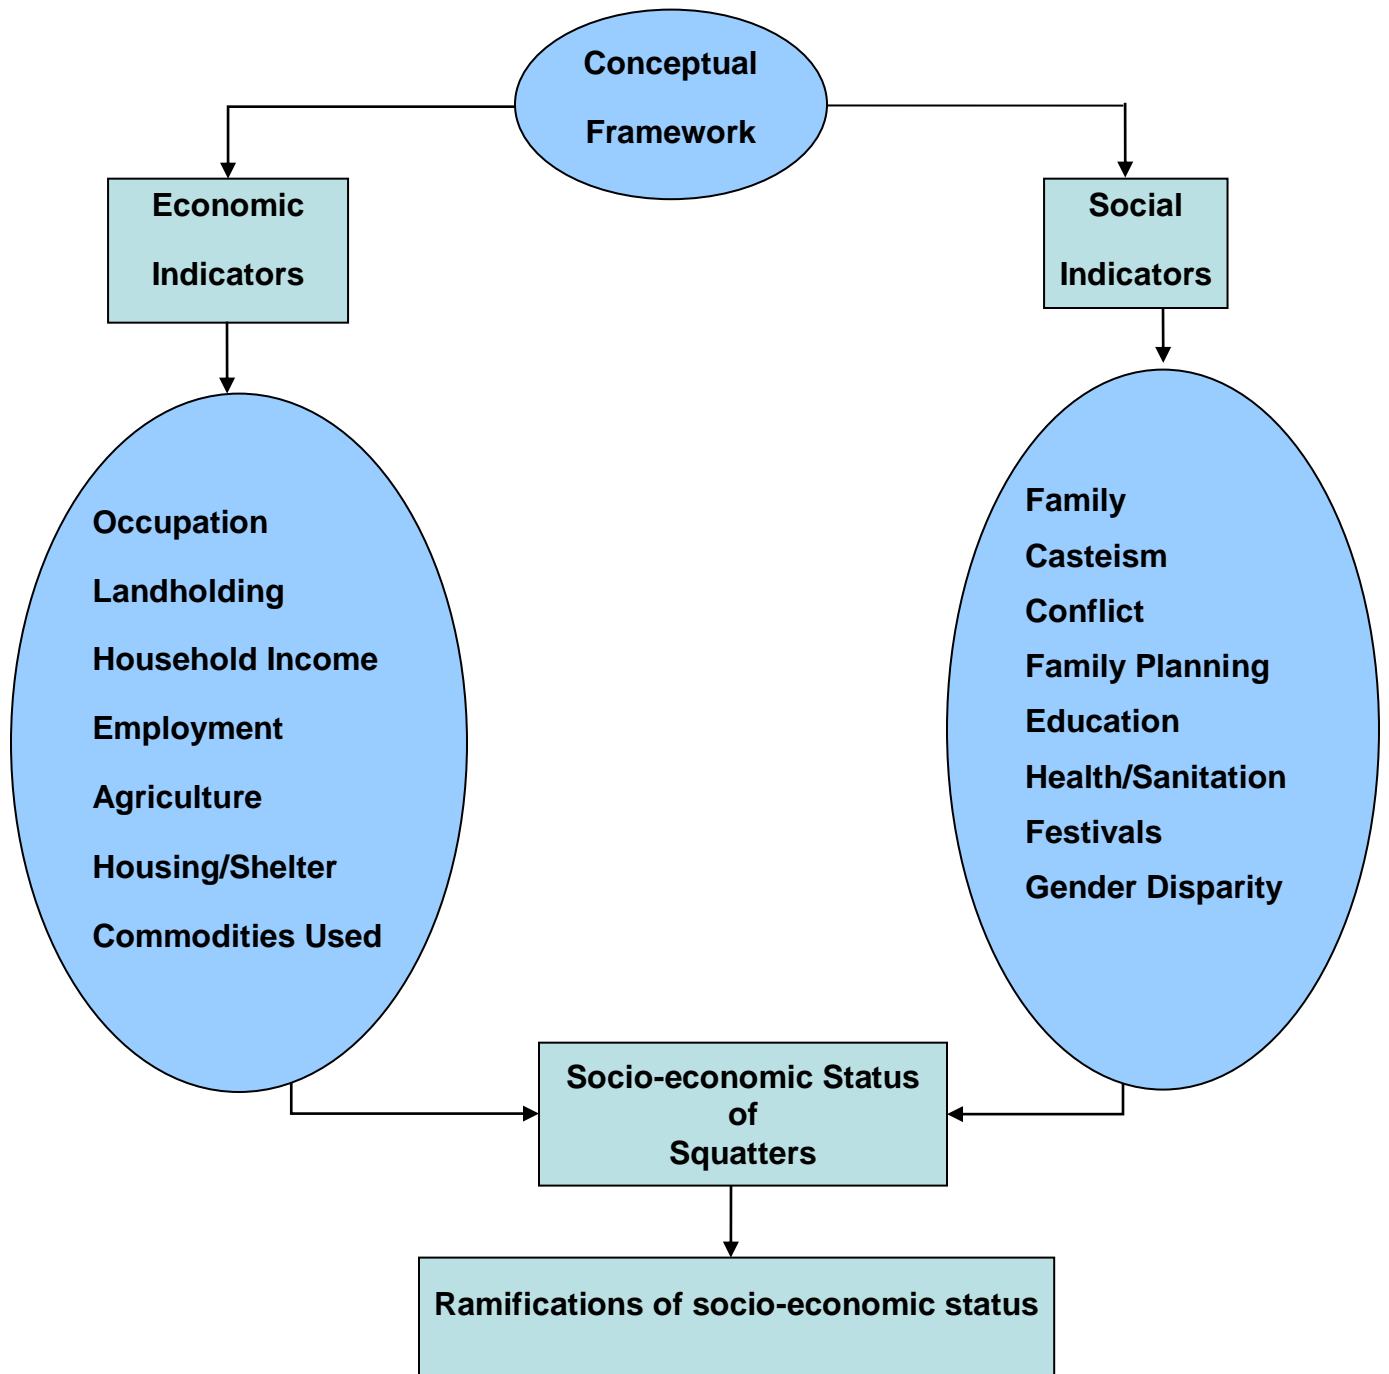 Conceptual
Framework
Economic
Indicators
Social
Indicators
Occupation
Landholding
Household Income
Employment
Agriculture
Housing/Shelter
Commodities Used
Family
Casteism
Conflict
Family Planning
Education
Health/Sanitation
Festivals
Gender Disparity
Socio-economic Status
of
Squatters
Ramifications of socio-economic status